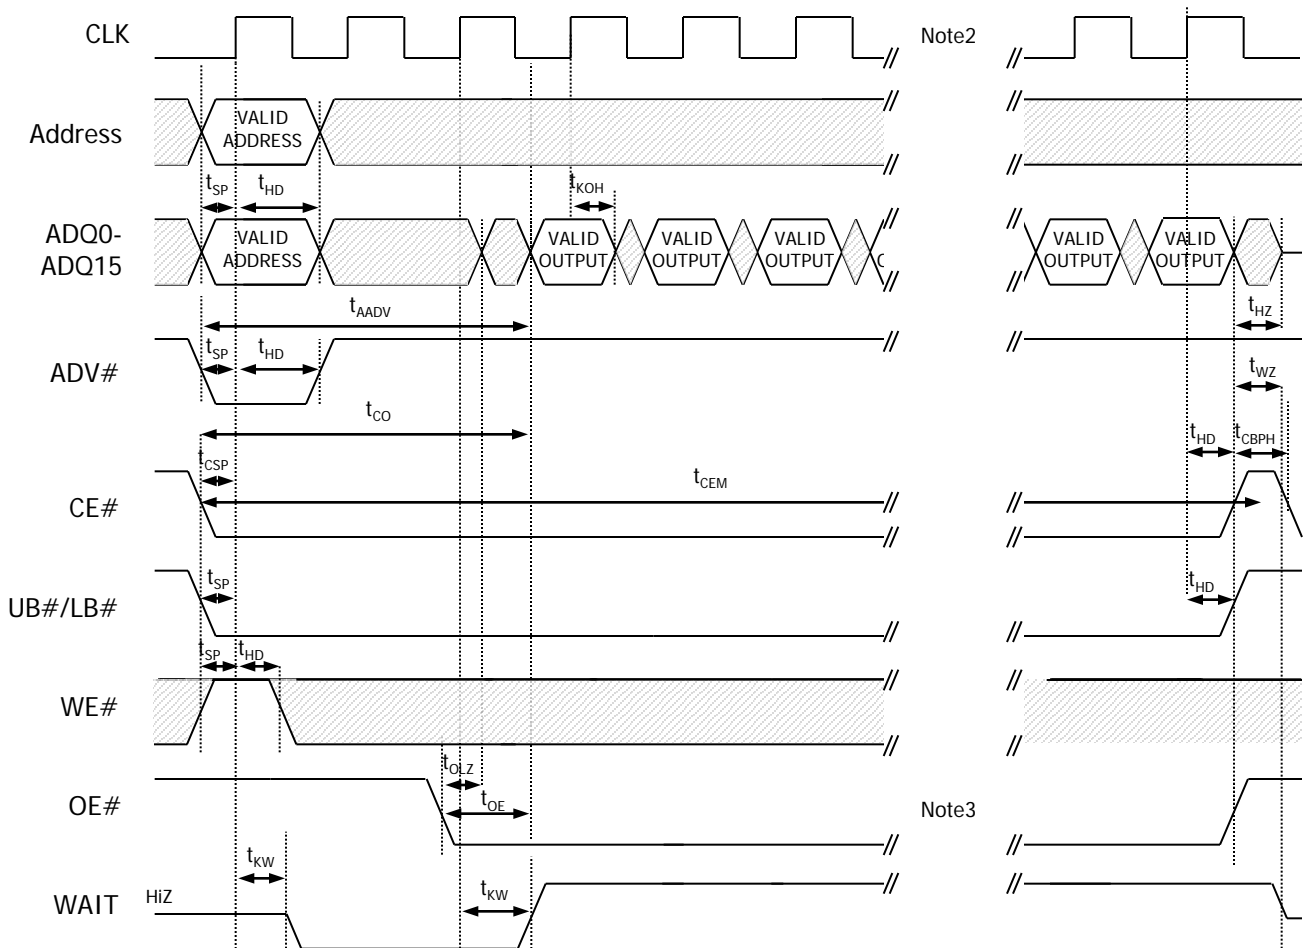 CLK
Note2
Address
VALID
ADDRESS
tSP
tHD
tKOH
ADQ0-
ADQ15
VALID
ADDRESS
VALID
OUTPUT
VALID
OUTPUT
VALID
OUTPUT
VALID
OUTPUT
VALID
OUTPUT
tAADV
tHZ
ADV#
tSP
tHD
tWZ
tCO
tHD
tCBPH
tCSP
CE#
tCEM
UB#/LB#
tSP
tHD
tSP
tHD
WE#
tOLZ
OE#
tOE
Note3
tKW
WAIT
HiZ
tKW